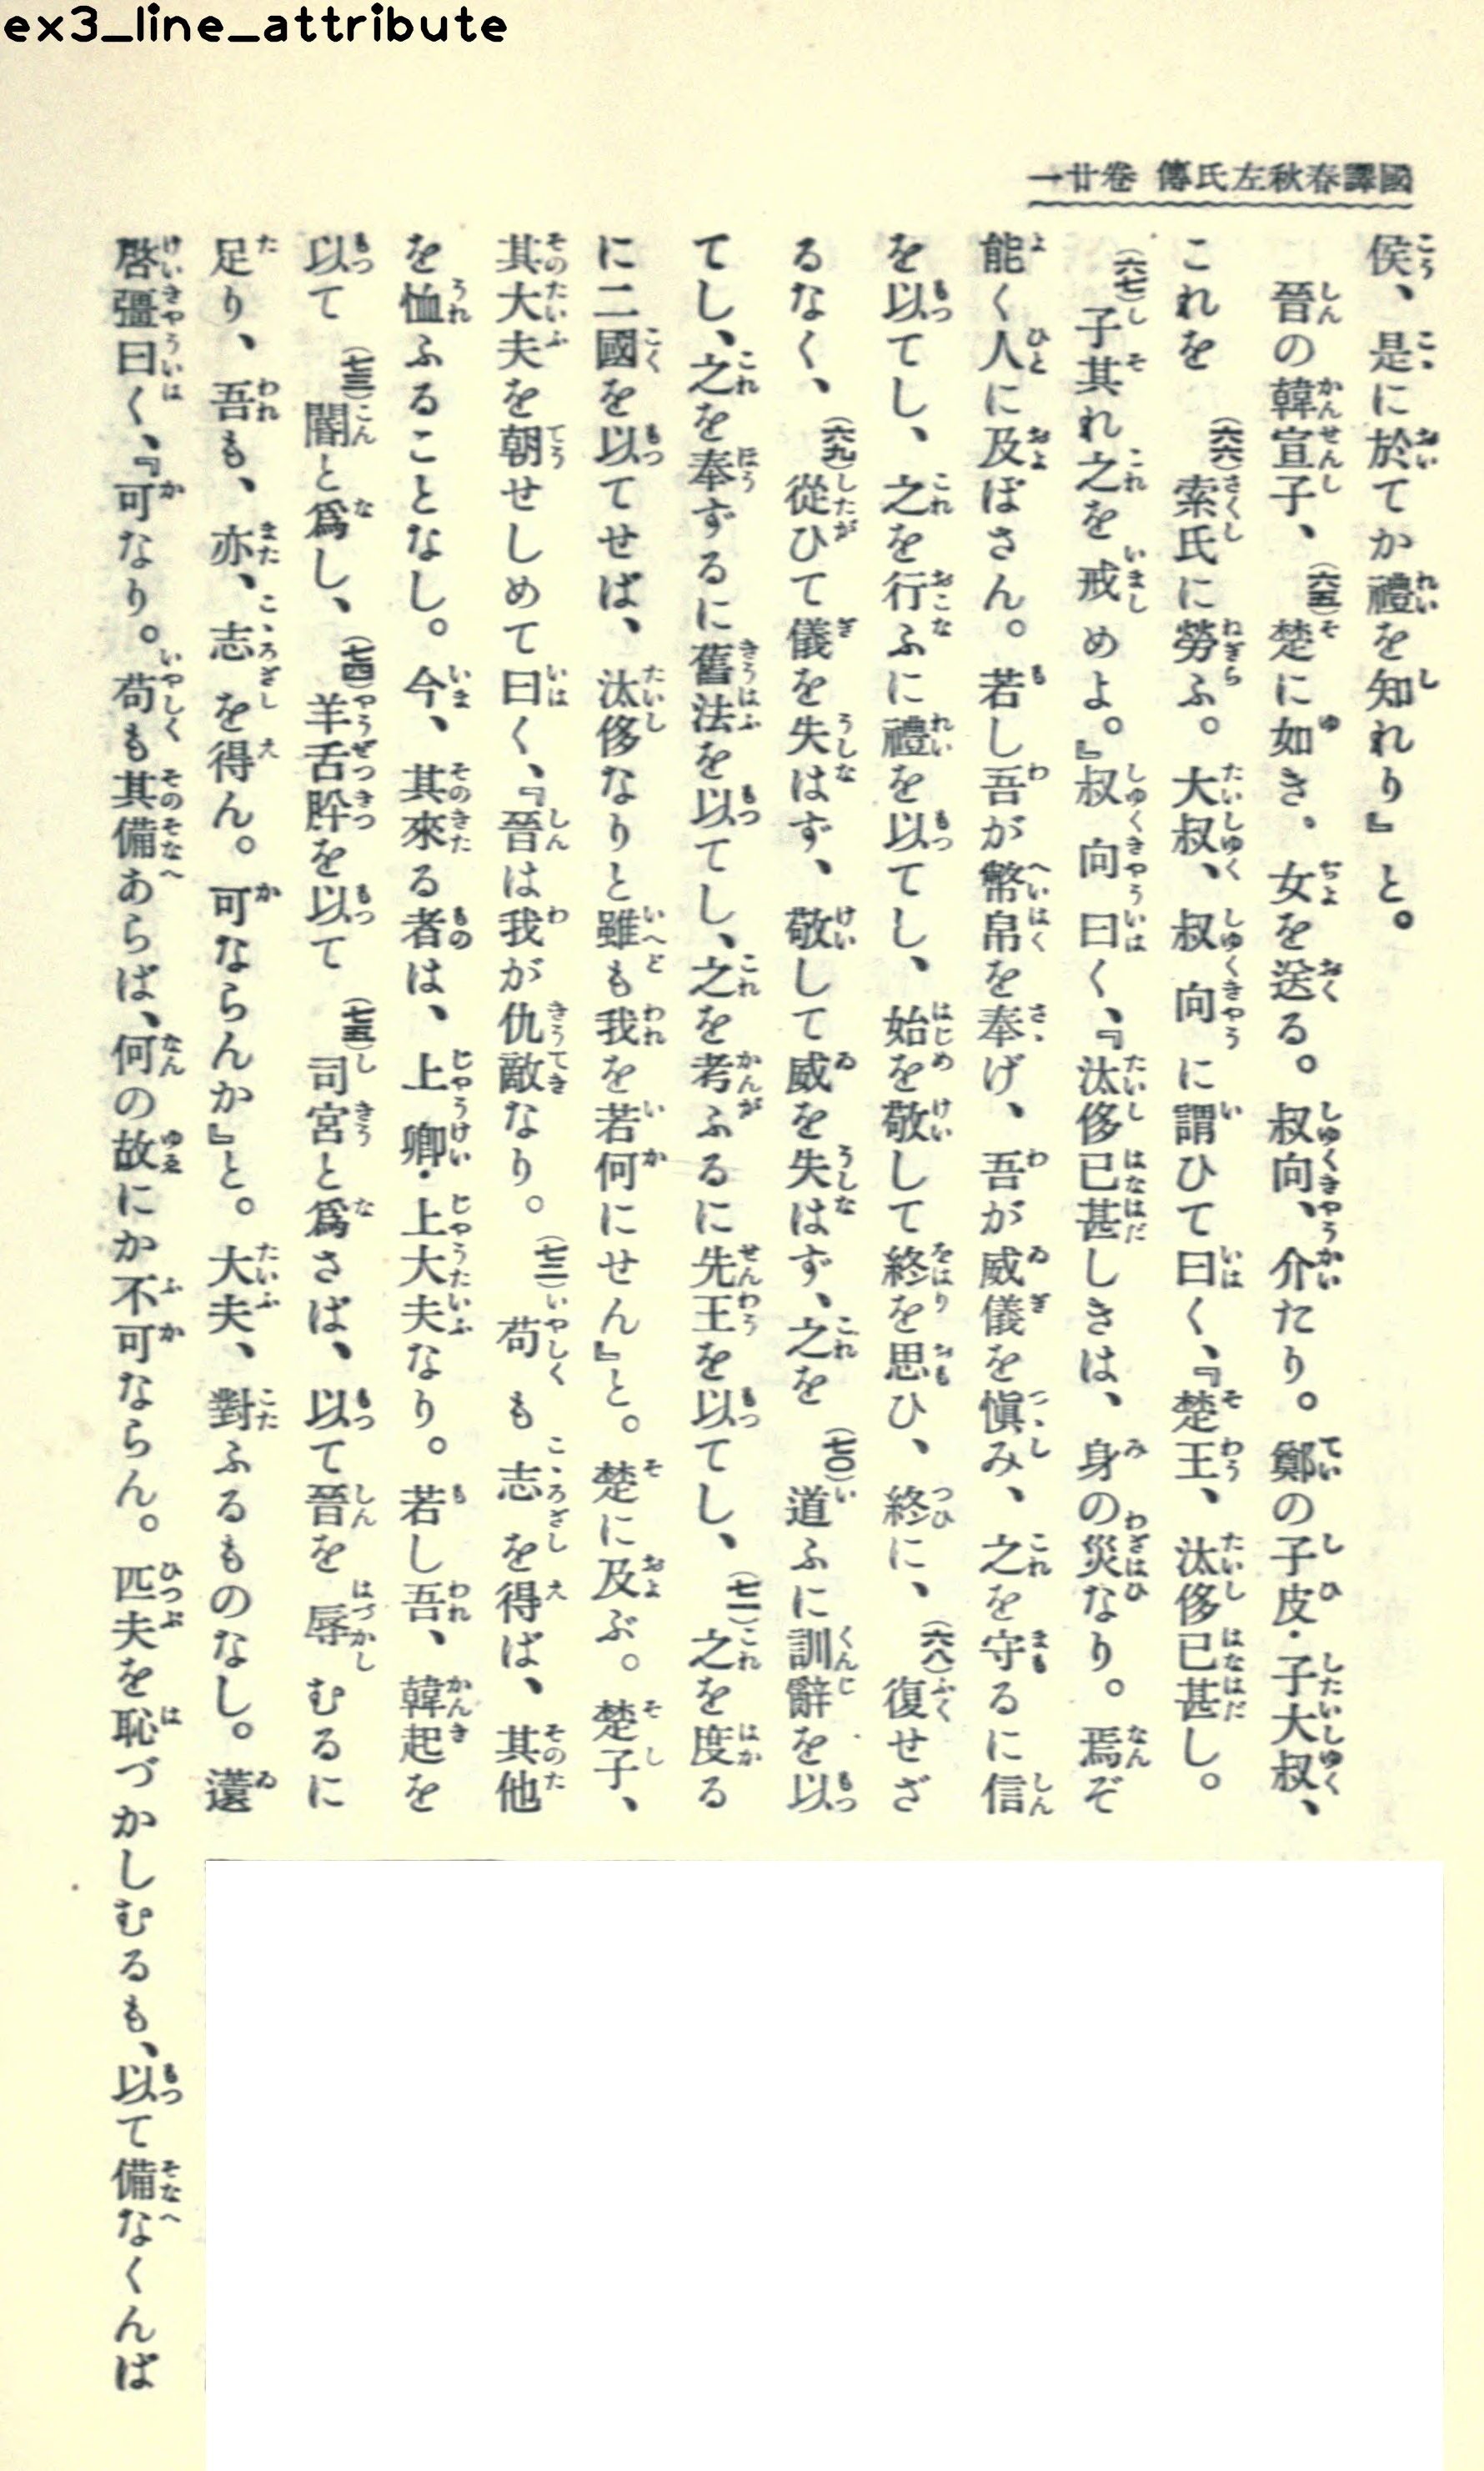 ex3_line_attribute
國譯春秋左氏傳 卷廿一
侯、是に於てか禮を知れり』と。
晉の韓宣子、(六五)楚に如き、女を送る。叔向、介たり。鄭の子皮・子大叔、
これを(六六)索氏に勞ふ。大叔、叔向に謂ひて曰く、『楚王、汰侈已甚し。
(六七)子其れ之を戒めよ。』叔向曰く、『汰侈已甚しきは、身の災なり。焉ぞ
能く人に及ぼさん。若し吾が幣帛を奉げ、吾が威儀を愼み、之を守るに信
を以てし、之を行ふに禮を以てし、始を敬して終を思ひ、終に、(六八)復せざ
るなく、(六九)從ひて儀を失はず、敬して威を失はず、之を(七〇)道ふに訓辭を以
てし、之を奉ずるに舊法を以てし、之を考ふるに先王を以てし、(七一)之を度る
に二國を以てせば、汰侈なりと雖も我を若何にせん』と。楚に及ぶ。楚子、
其大夫を朝せしめて曰く、『晉は我が仇敵なり。(七二)苟も志を得ば、其他
を恤ふることなし。今、其來る者は、上卿・上大夫なり。若し吾、韓起を
以て(七三)閽と爲し、(七四)羊舌肸を以て(七五)司宮と爲さば、以て晉を辱むるに
足り、吾も、亦、志を得ん。可ならんか』と。大夫、對ふるものなし。薳
啓彊曰く、『可なり。苟も其備あらば、何の故にか不可ならん。匹夫を恥づかしむるも、以て備なくんば